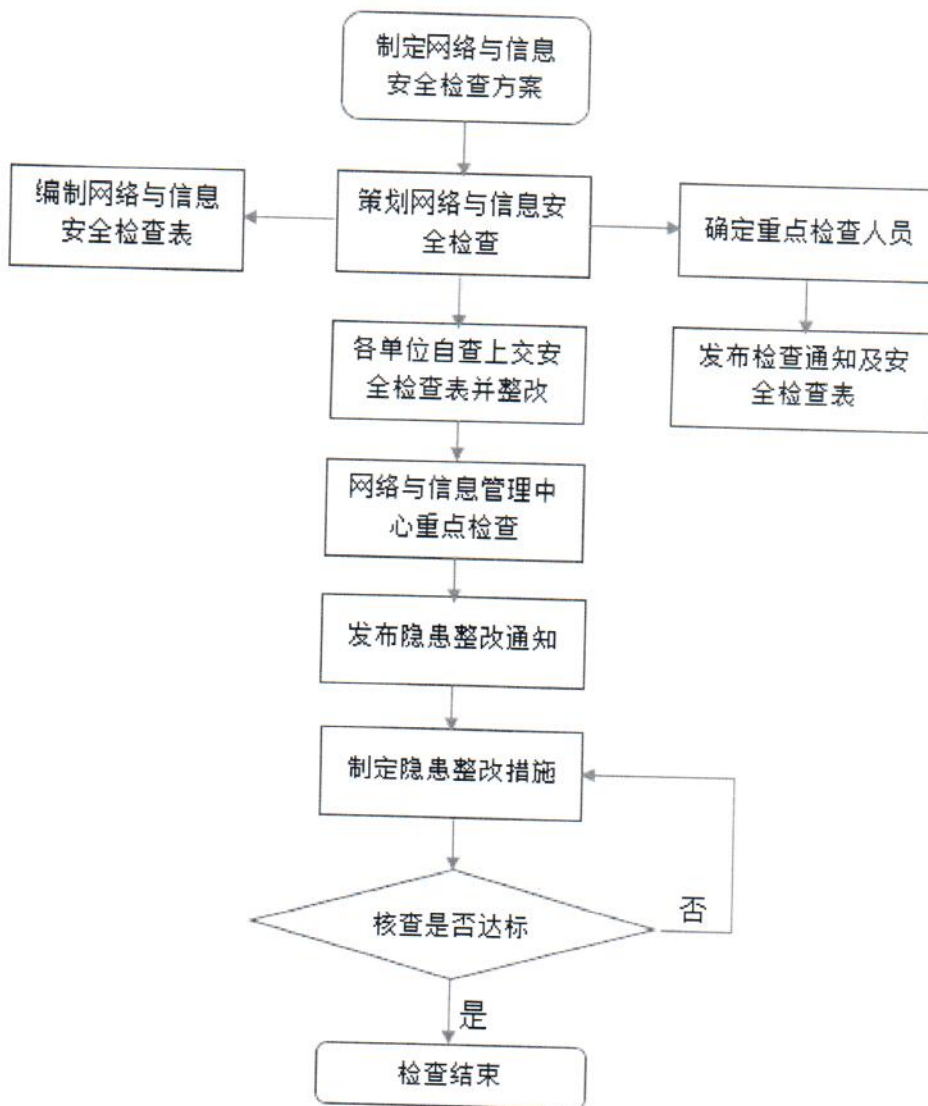 制定网络与信息
安全检查方案
编制网络与信息
安全检查表
策划网络与信息安
全检查
确定重点检查人员
各单位自查上交安
全检查表并整改
发布检查通知及安
全检查表
网络与信息管理中
心重点检查
发布隐患整改通知
制定隐患整改措施
核查是否达标
否
是
检查结束